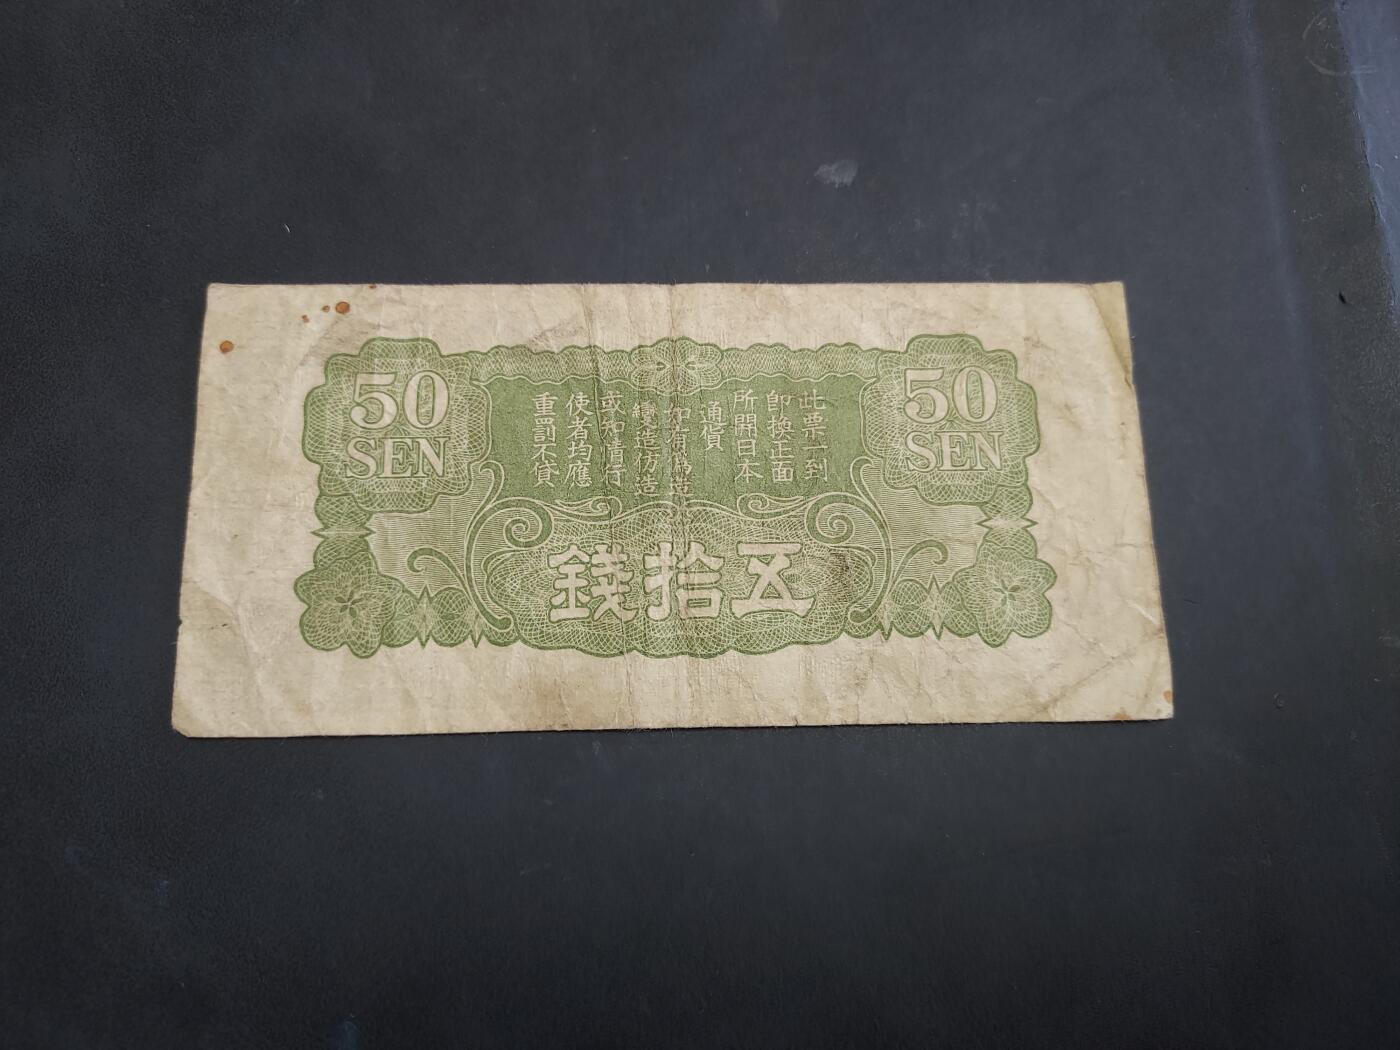 50
SEN
50
SEN
此票一到
即換正面
所開日本
通貨
如有偽造
變造仿造
或知情行
使者均應
重罰不貸
五拾錢